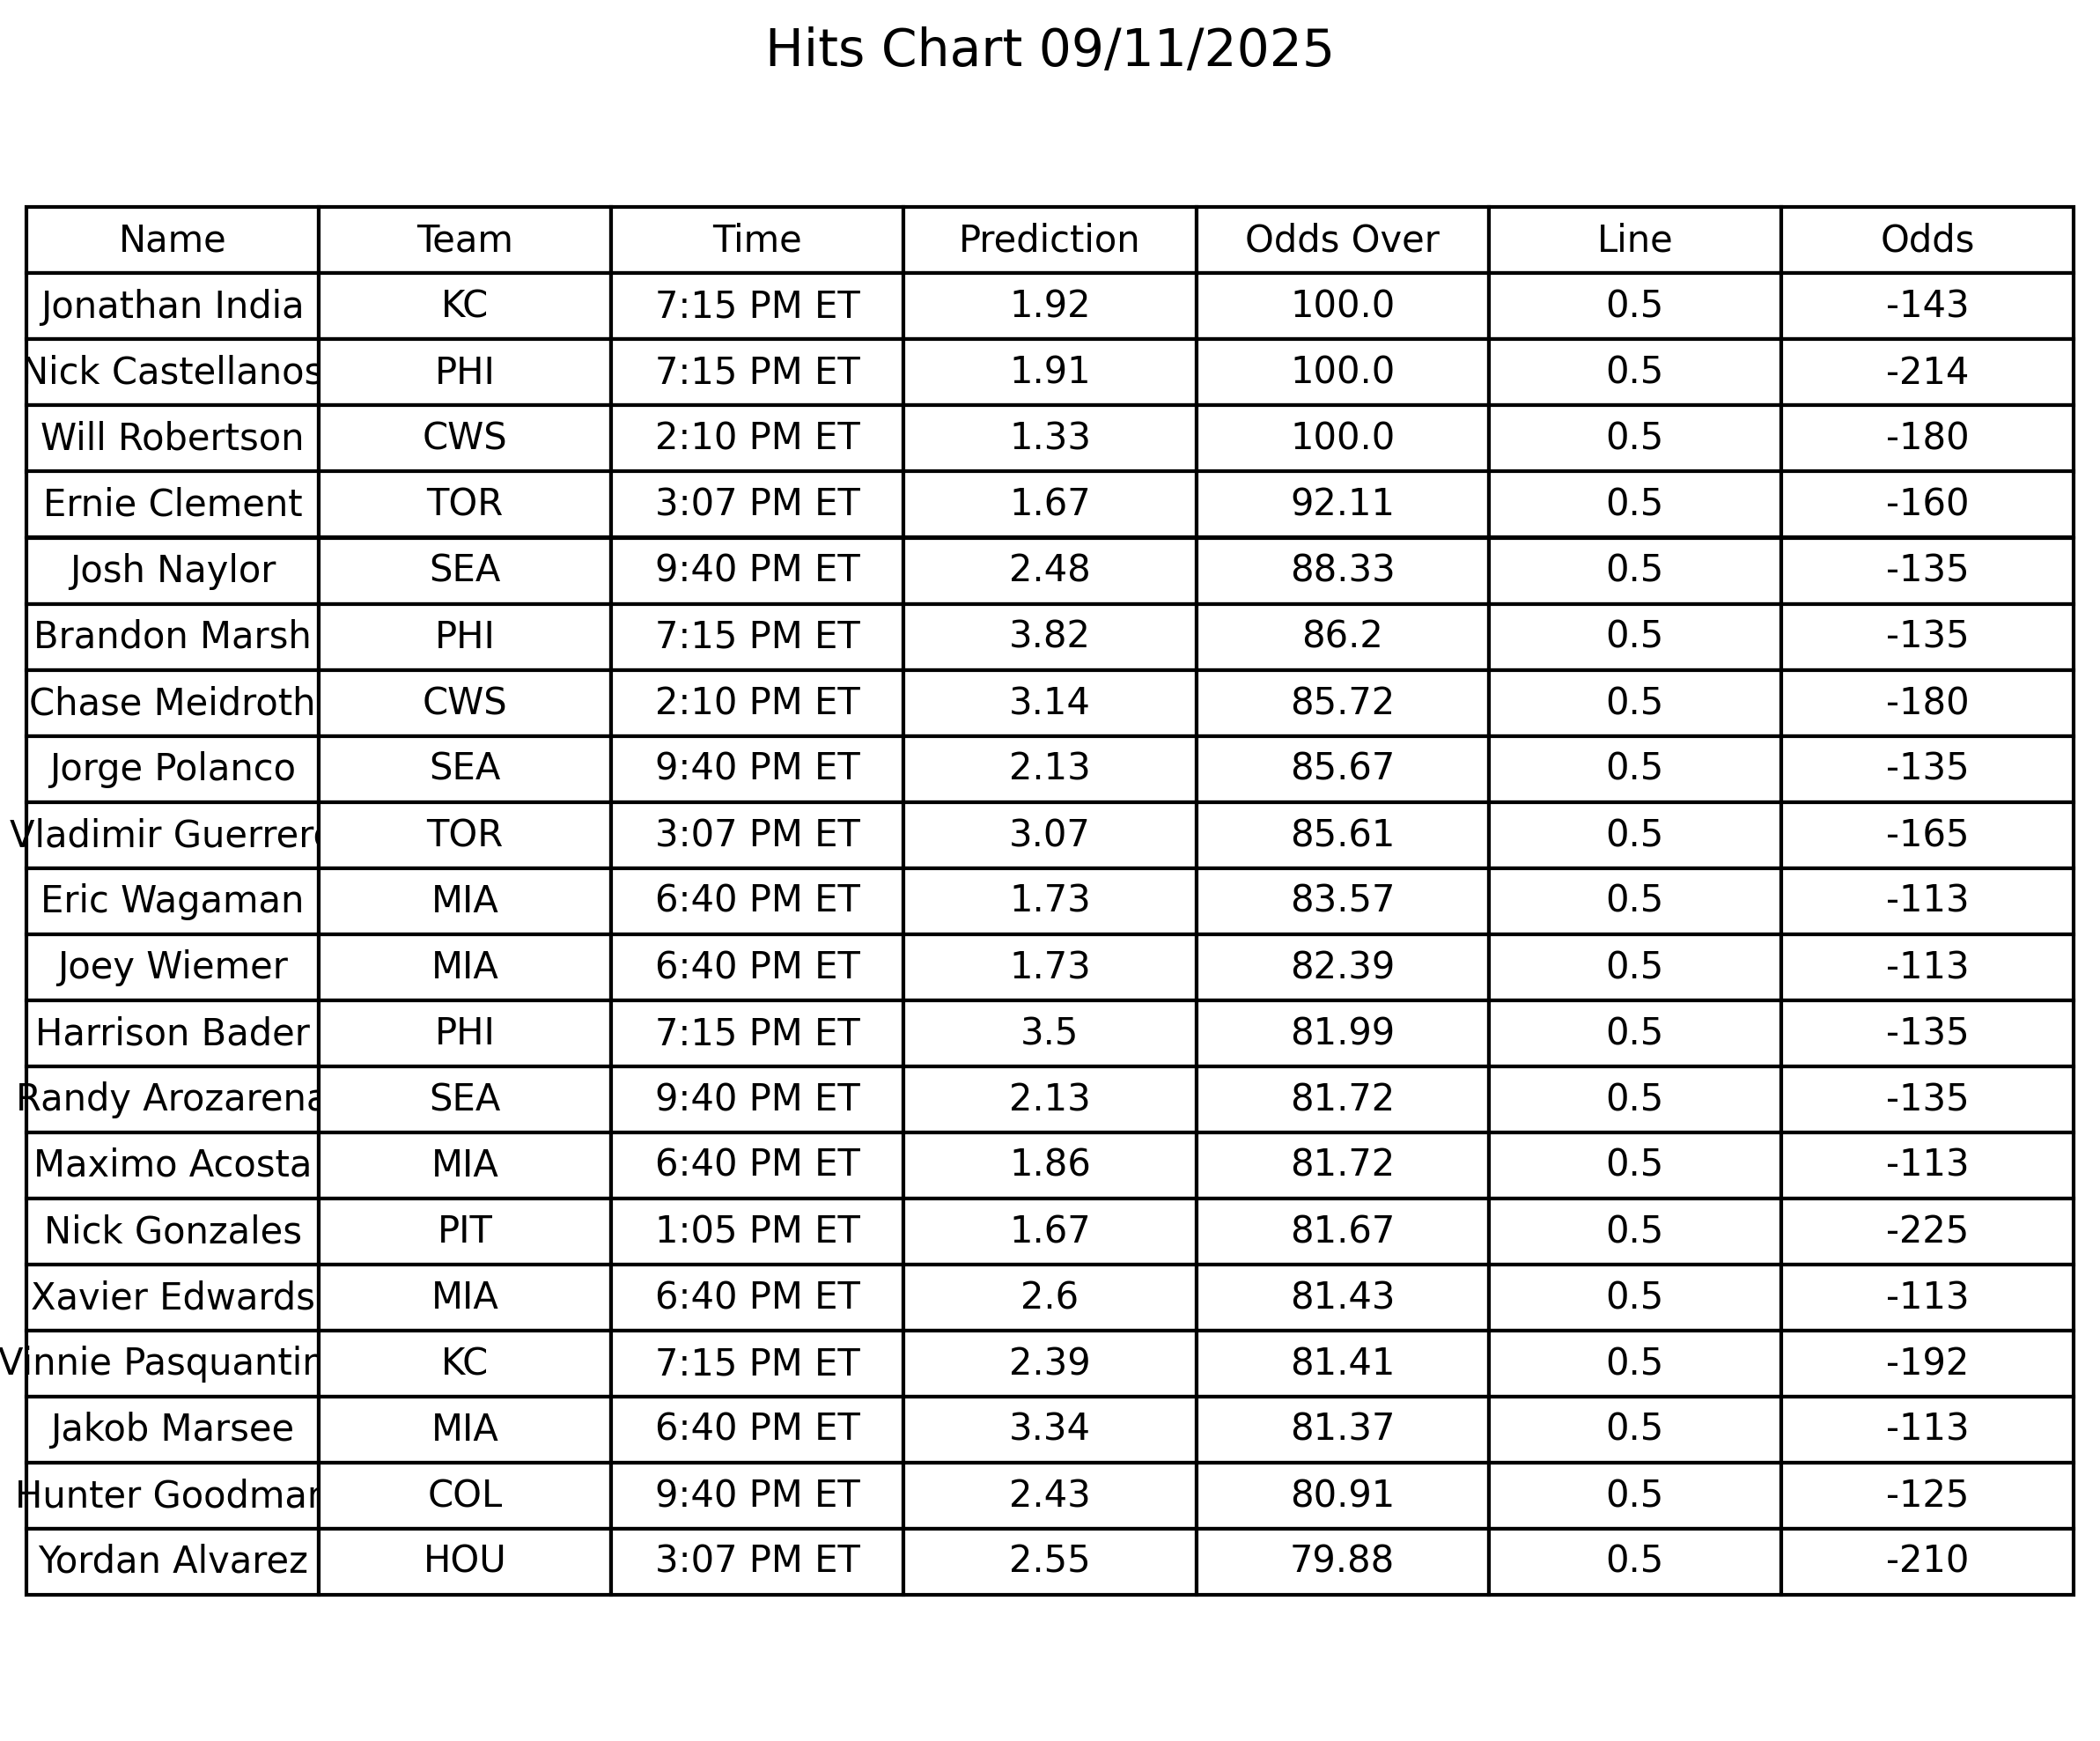 Hits Chart 09/11/2025
Name Team Time Prediction Odds Over Line Odds
Jonathan India KC 7:15 PM ET 1.92 100.0 0.5 -143
Nick Castellanos PHI 7:15 PM ET 1.91 100.0 0.5 -214
Will Robertson CWS 2:10 PM ET 1.33 100.0 0.5 -180
Ernie Clement TOR 3:07 PM ET 1.67 92.11 0.5 -160
Josh Naylor SEA 9:40 PM ET 2.48 88.33 0.5 -135
Brandon Marsh PHI 7:15 PM ET 3.82 86.2 0.5 -135
Chase Meidroth CWS 2:10 PM ET 3.14 85.72 0.5 -180
Jorge Polanco SEA 9:40 PM ET 2.13 85.67 0.5 -135
Vladimir Guerrero TOR 3:07 PM ET 3.07 85.61 0.5 -165
Eric Wagaman MIA 6:40 PM ET 1.73 83.57 0.5 -113
Joey Wiemer MIA 6:40 PM ET 1.73 82.39 0.5 -113
Harrison Bader PHI 7:15 PM ET 3.5 81.99 0.5 -135
Randy Arozarena SEA 9:40 PM ET 2.13 81.72 0.5 -135
Maximo Acosta MIA 6:40 PM ET 1.86 81.72 0.5 -113
Nick Gonzales PIT 1:05 PM ET 1.67 81.67 0.5 -225
Xavier Edwards MIA 6:40 PM ET 2.6 81.43 0.5 -113
Vinnie Pasquantin KC 7:15 PM ET 2.39 81.41 0.5 -192
Jakob Marsee MIA 6:40 PM ET 3.34 81.37 0.5 -113
Hunter Goodman COL 9:40 PM ET 2.43 80.91 0.5 -125
Yordan Alvarez HOU 3:07 PM ET 2.55 79.88 0.5 -210